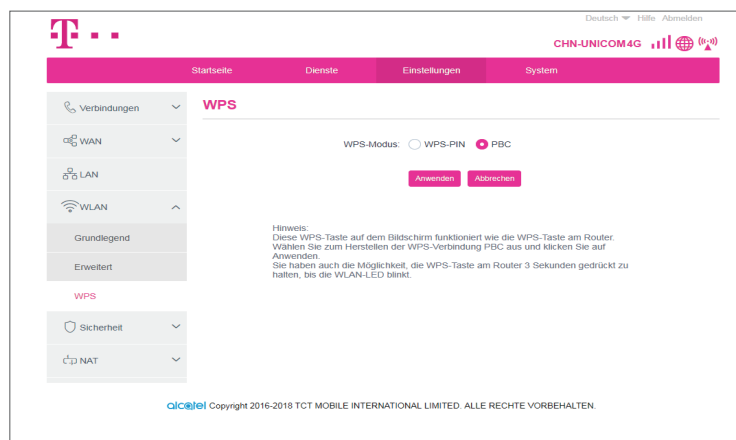 Deutsch Hilfe Abmelden
T
CHN-UNICOM4G
Startseite Dienste Einstellungen System
Verbindungen
WAN
LAN
WLAN
Grundlegend
Erweitert
WPS
Sicherheit
NAT
WPS
WPS-Modus: WPS-PIN PBC
Anwenden Abbrechen
Hinweis:
Diese WPS-Taste auf dem Bildschirm funktioniert wie die WPS-Taste am Router.
Wählen Sie zum Herstellen der WPS-Verbindung PBC aus und klicken Sie auf
Anwenden.
Sie haben auch die Möglichkeit, die WPS-Taste am Router 3 Sekunden gedrückt zu
halten, bis die WLAN-LED blinkt.
alcatel Copyright 2016-2018 TCT MOBILE INTERNATIONAL LIMITED. ALLE RECHTE VORBEHALTEN.